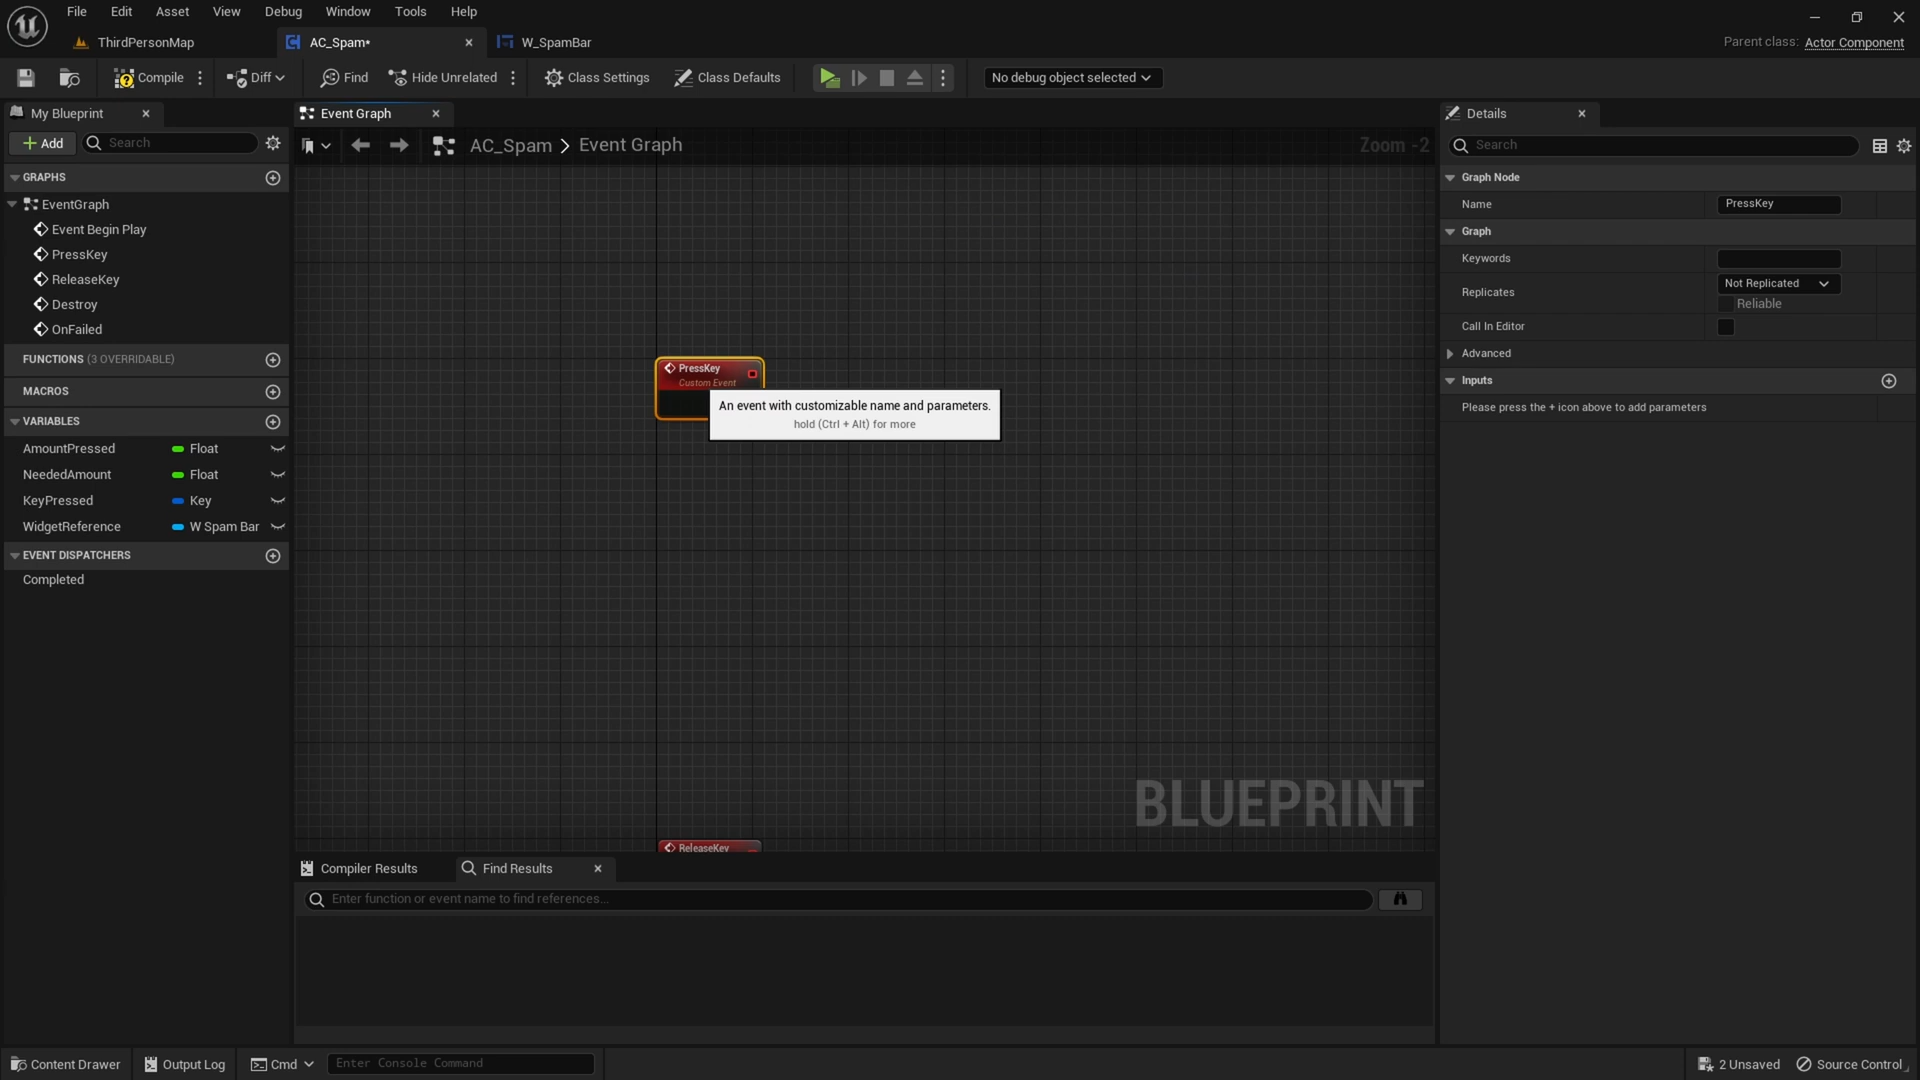 File Edit Asset View Debug Window Tools Help
ThirdPersonMap
AC_Spam*
W_SpamBar
Parent class: Actor Component
Compile
Diff
Find
Hide Unrelated
Class Settings
Class Defaults
No debug object selected
My Blueprint
+ Add
Search
GRAPHS
EventGraph
Event Begin Play
PressKey
ReleaseKey
Destroy
OnFailed
FUNCTIONS (3 OVERRIDABLE)
MACROS
VARIABLES
AmountPressed Float
NeededAmount Float
KeyPressed Key
WidgetReference W Spam Bar
EVENT DISPATCHERS
Completed
Event Graph
AC_Spam > Event Graph
Zoom -2
PressKey
Custom Event
An event with customizable name and parameters.
hold (Ctrl + Alt) for more
BLUEPRINT
ReleaseKey
Compiler Results
Find Results
Enter function or event name to find references...
Details
Search
Graph Node
Name PressKey
Graph
Keywords
Replicates Not Replicated
Reliable
Call In Editor
Advanced
Inputs
Please press the + icon above to add parameters
Content Drawer
Output Log
Cmd
Enter Console Command
2 Unsaved
Source Control